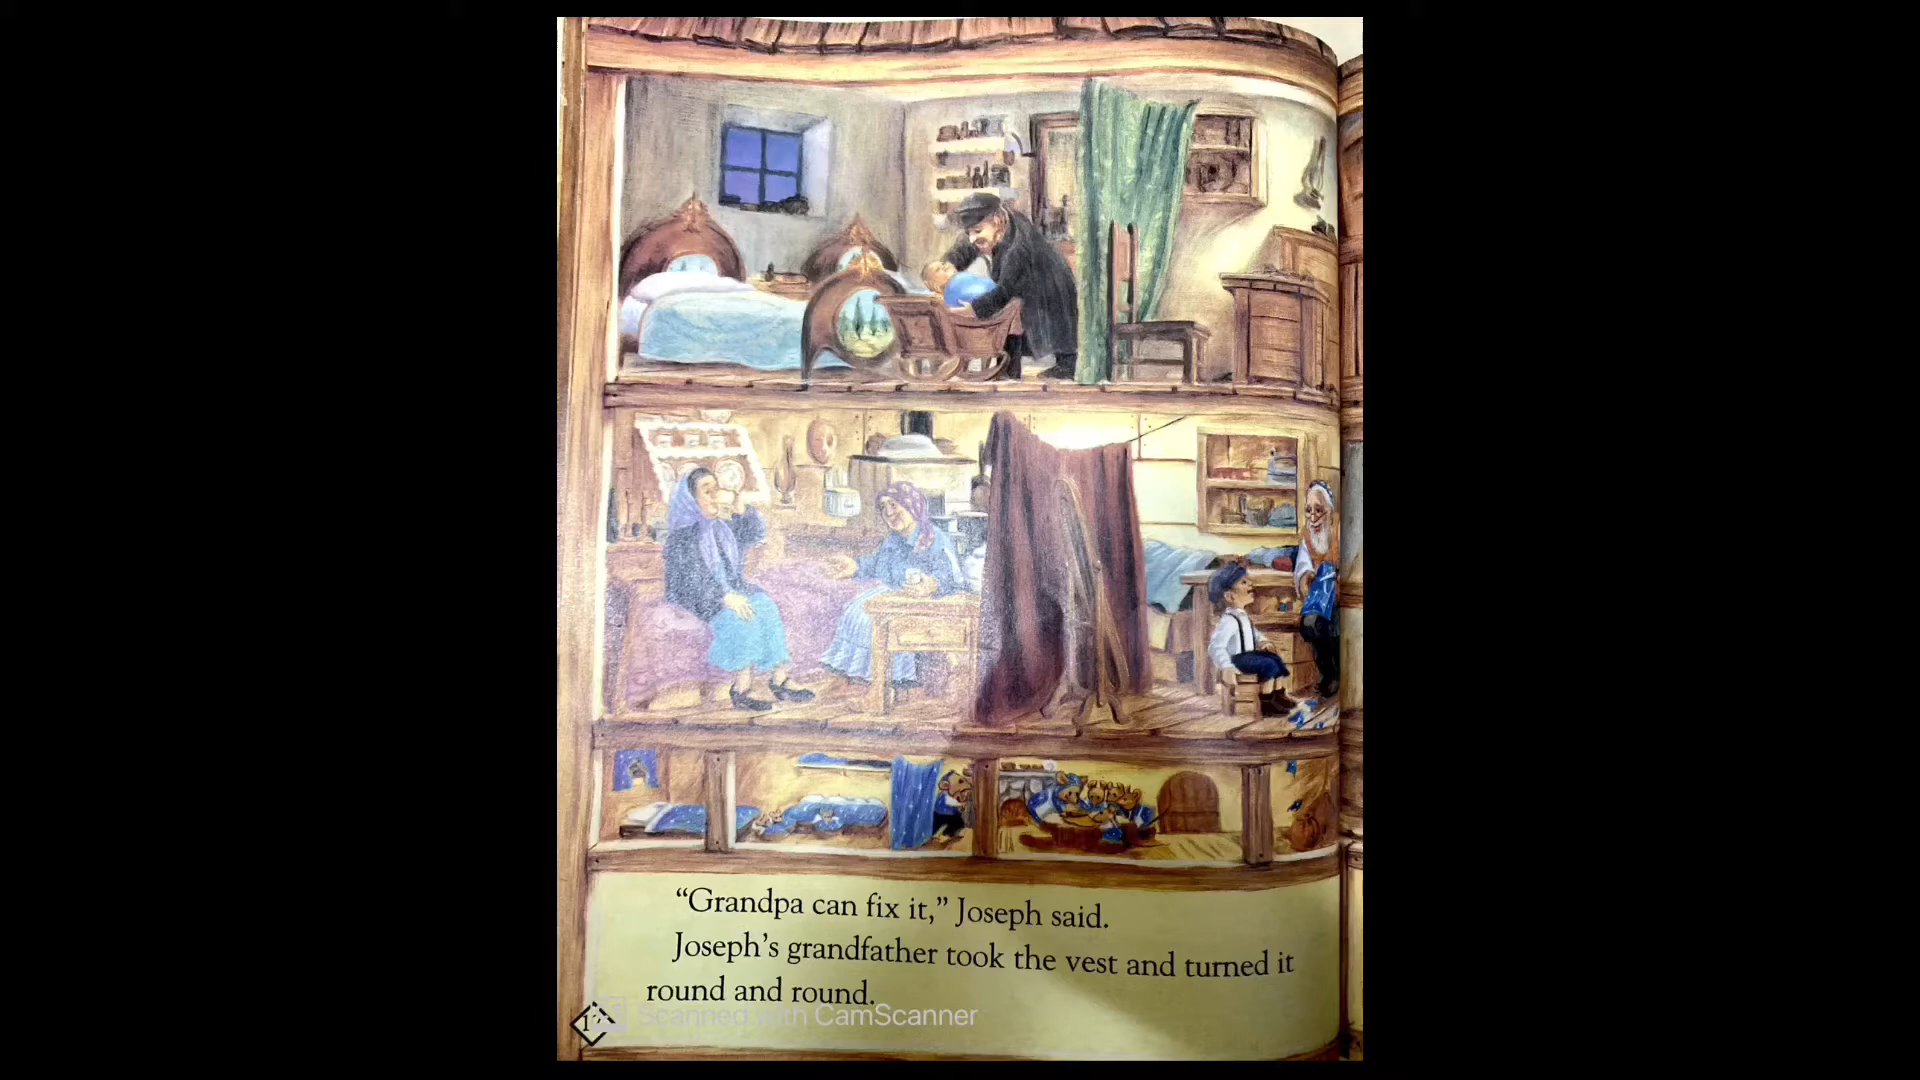 “Grandpa can fix it,” Joseph said.
Joseph’s grandfather took the vest and turned it
round and round.
Scanned with CamScanner